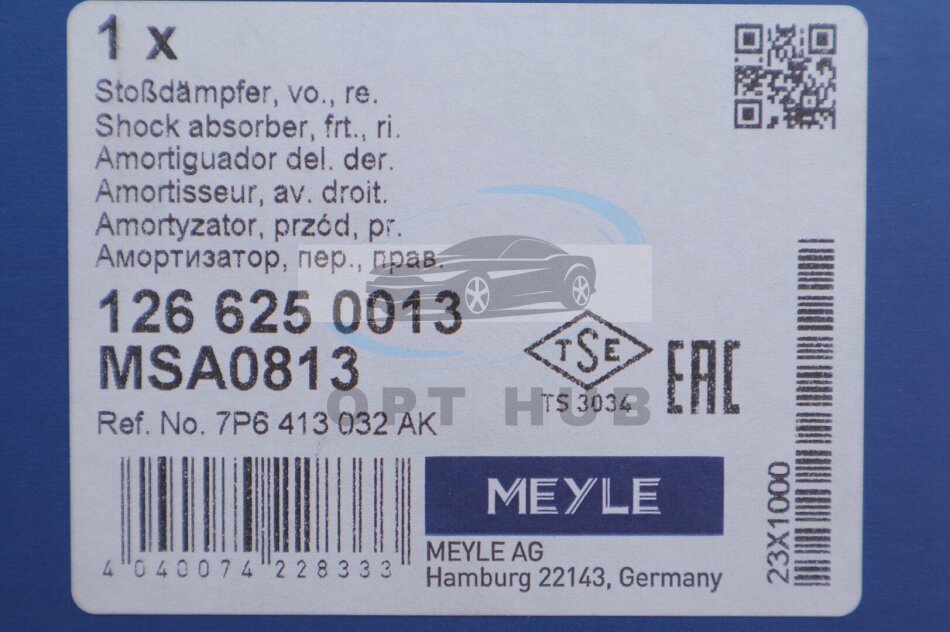 1 x
Stoßdämpfer, vo., re.
Shock absorber, frt., ri.
Amortiguador del. der.
Amortisseur, av. droit.
Amortyzator, przód, pr.
Амортизатор, пер., прав.
126 625 0013
MSA0813
Ref. No. 7P6 413 032 AK
TSE
TS 3034
EAC
OPT HUB
4 040074 228333
MEYLE
MEYLE AG
Hamburg 22143, Germany
23X1000